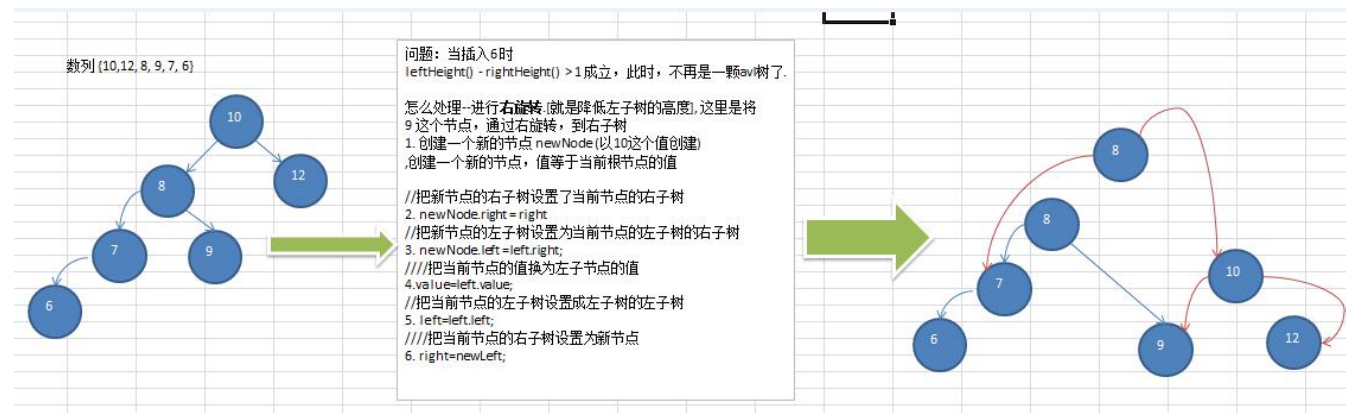 数列 {10,12, 8, 9, 7, 6}
10
8
12
7
9
6
问题：当插入6时
leftHeight() - rightHeight() > 1 成立，此时，不再是一颗avl树了.
怎么处理--进行右旋转.[就是降低左子树的高度], 这里是将
9 这个节点，通过右旋转，到右子树
1. 创建一个新的节点 newNode (以10这个值创建)
,创建一个新的节点，值等于当前根节点的值
//把新节点的右子树设置了当前节点的右子树
2. newNode.right = right
//把新节点的左子树设置为当前节点的左子树的右子树
3. newNode.left =left.right;
////把当前节点的值换为左子节点的值
4.value=left.value;
//把当前节点的左子树设置成左子树的左子树
5. left=left.left;
////把当前节点的右子树设置为新节点
6. right=newLeft;
8
8
10
7
6
9
12